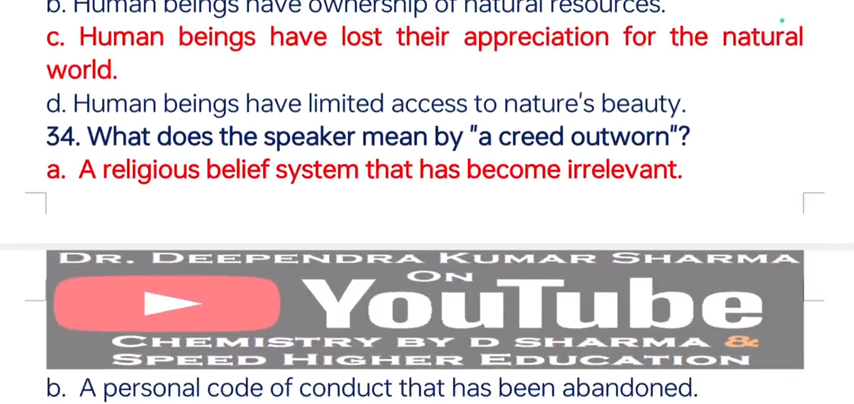 b. Human beings have ownership of natural resources.
c. Human beings have lost their appreciation for the natural
world.
d. Human beings have limited access to nature's beauty.
34. What does the speaker mean by "a creed outworn"?
a. A religious belief system that has become irrelevant.
DR. DEEPENDRA KUMAR SHARMA
ON
YouTube
CHEMISTRY BY D SHARMA &
SPEED HIGHER EDUCATION
b. A personal code of conduct that has been abandoned.